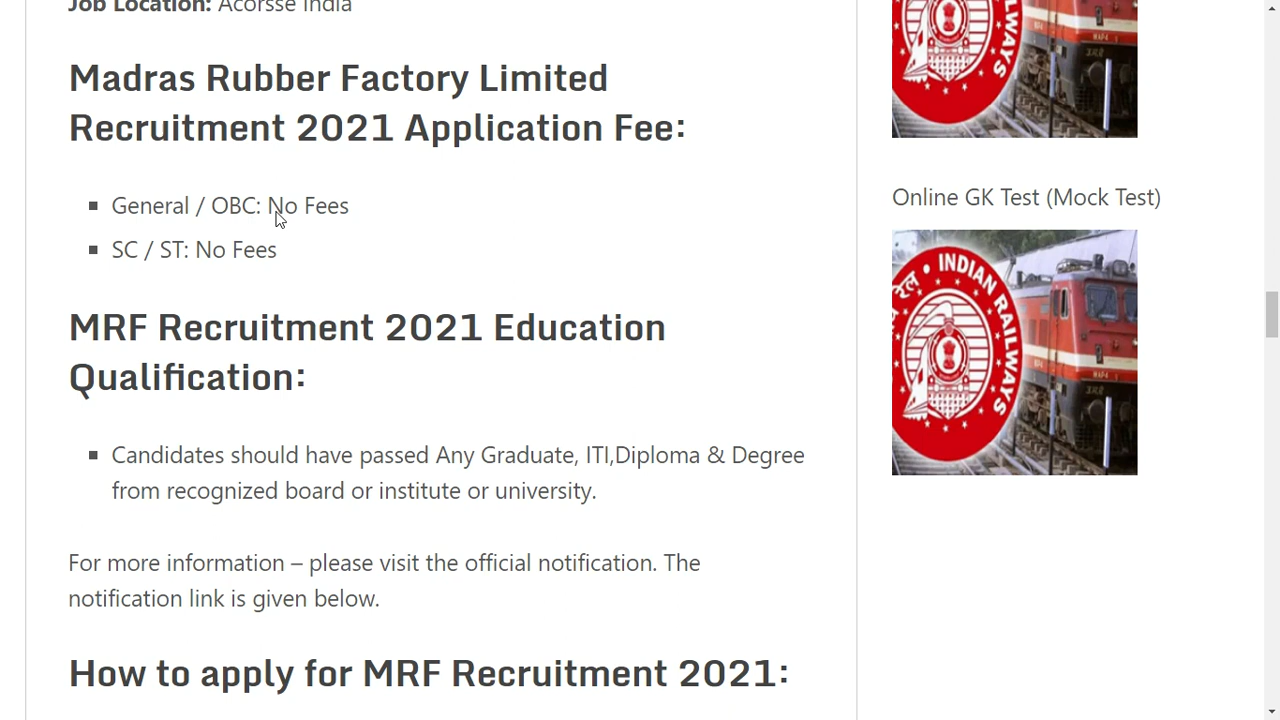 Job Location: Acorsse India
Madras Rubber Factory Limited
Recruitment 2021 Application Fee:
General / OBC: No Fees
SC / ST: No Fees
MRF Recruitment 2021 Education
Qualification:
Candidates should have passed Any Graduate, ITI,Diploma & Degree
from recognized board or institute or university.
For more information – please visit the official notification. The
notification link is given below.
How to apply for MRF Recruitment 2021:
WAYS
Online GK Test (Mock Test)
रेल • INDIAN RAILWAYS